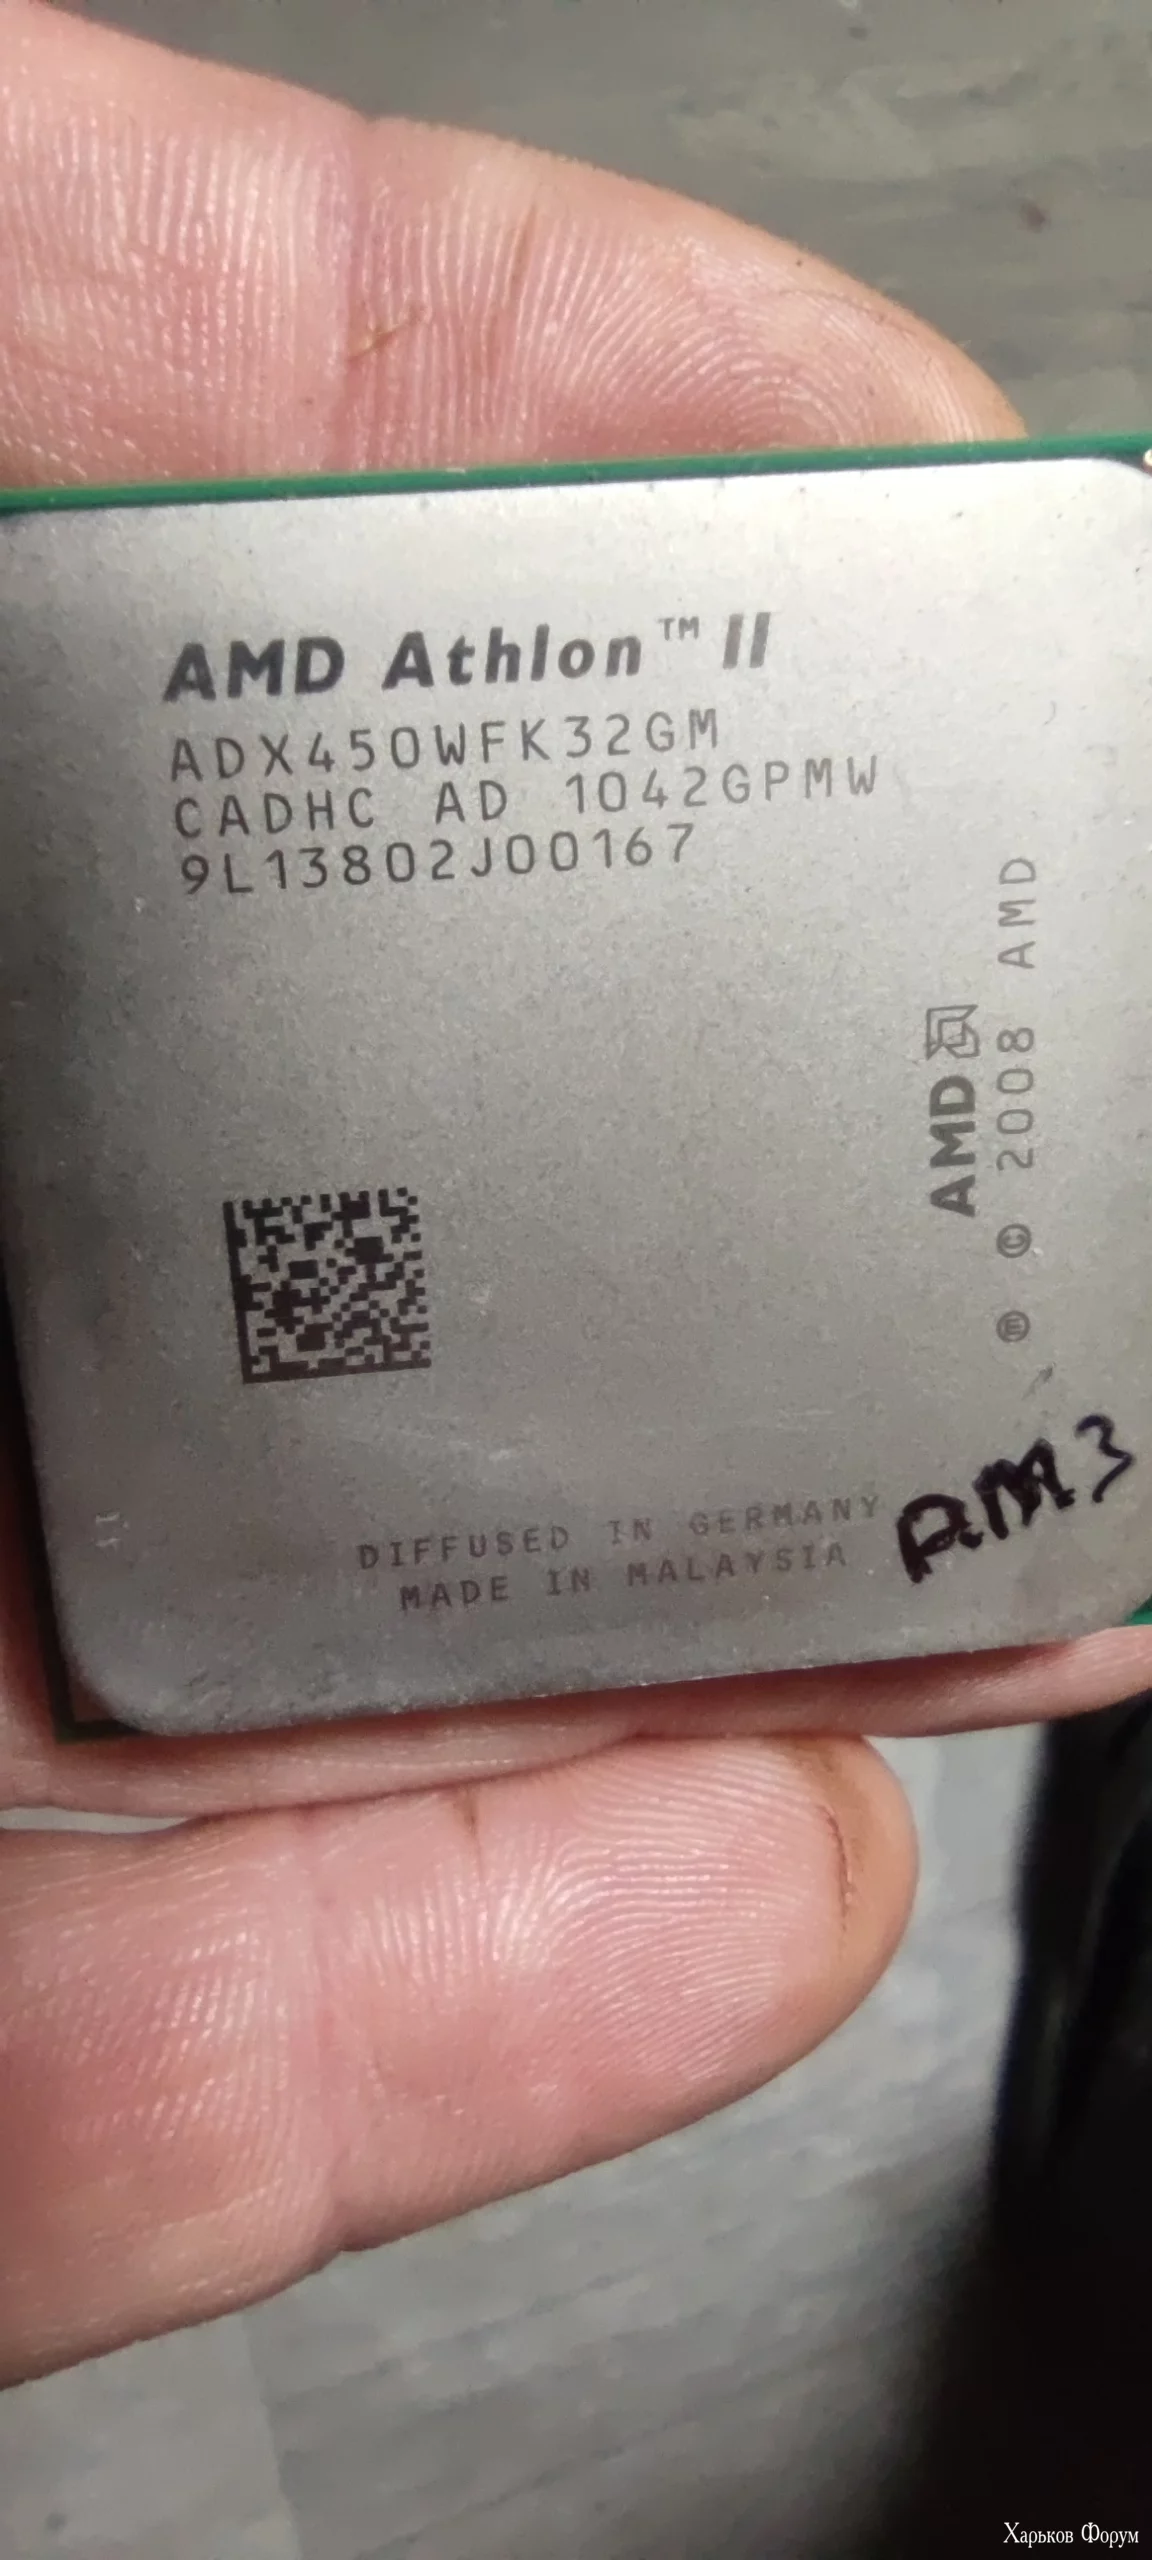 AMD Athlon™ II
ADX450WFK32GM
CADHC AD 1042GPMW
9L13802J00167
AMD
ⓜ © 2008 AMD
DIFFUSED IN GERMANY
MADE IN MALAYSIA
AM3
Харьков Форум